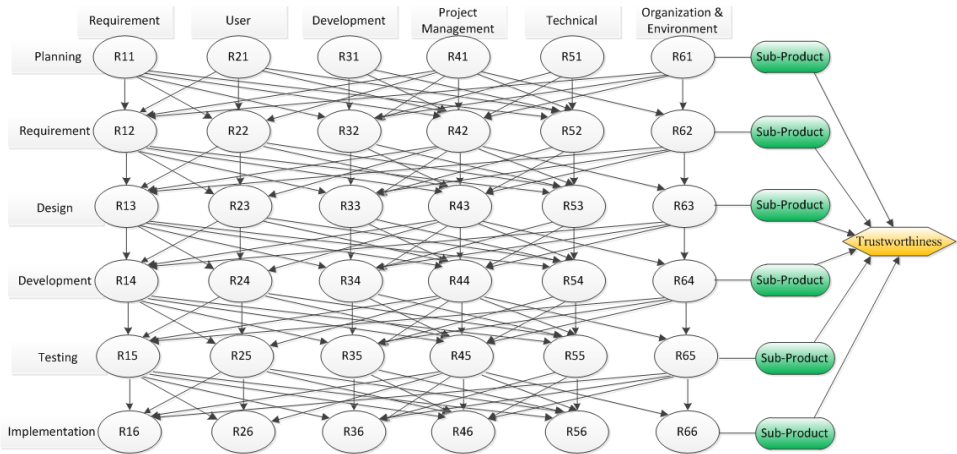 Requirement
User
Development
Project
Management
Technical
Organization &
Environment
Planning
R11
R21
R31
R41
R51
R61
Sub-Product
Requirement
R12
R22
R32
R42
R52
R62
Sub-Product
Design
R13
R23
R33
R43
R53
R63
Sub-Product
Trustworthiness
Development
R14
R24
R34
R44
R54
R64
Sub-Product
Testing
R15
R25
R35
R45
R55
R65
Sub-Product
Implementation
R16
R26
R36
R46
R56
R66
Sub-Product